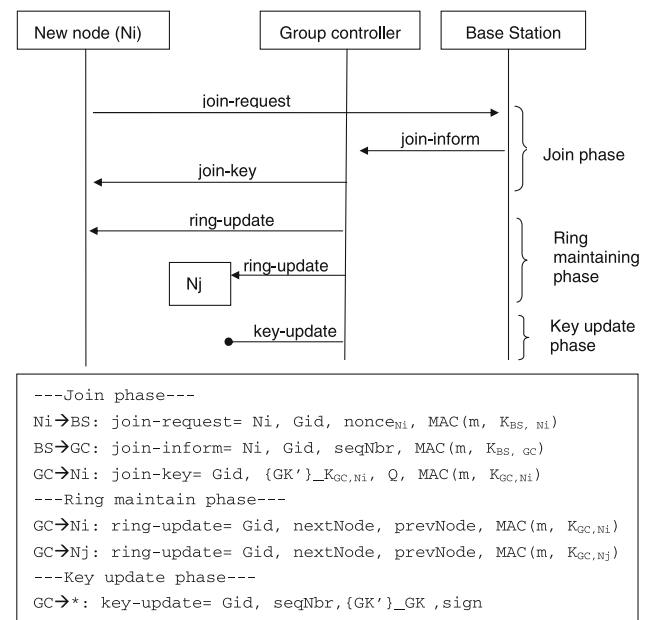 New node (Ni)
Group controller
Base Station
join-request
join-inform
Join phase
join-key
ring-update
Ring
maintaining
phase
ring-update
Nj
key-update
Key update
phase
---Join phase---
Ni→BS: join-request= Ni, Gid, nonceNi, MAC(m, KBS, Ni)
BS→GC: join-inform= Ni, Gid, seqNbr, MAC(m, KBS, GC)
GC→Ni: join-key= Gid, {GK'}_KGC,Ni, Q, MAC(m, KGC,Ni)
---Ring maintain phase---
GC→Ni: ring-update= Gid, nextNode, prevNode, MAC(m, KGC,Ni)
GC→Nj: ring-update= Gid, nextNode, prevNode, MAC(m, KGC,Nj)
---Key update phase---
GC→*: key-update= Gid, seqNbr,{GK'}_GK ,sign